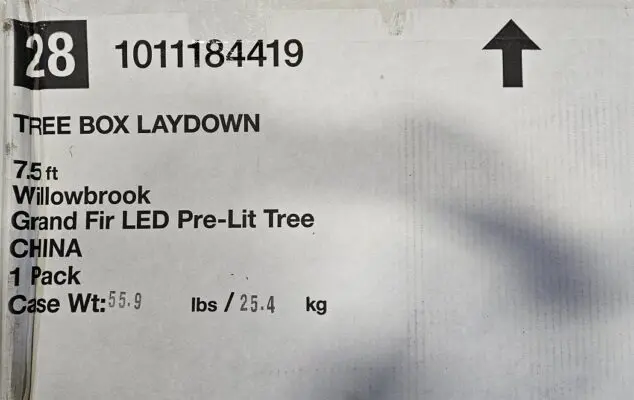 28 1011184419
TREE BOX LAYDOWN
7.5 ft
Willowbrook
Grand Fir LED Pre-Lit Tree
CHINA
1 Pack
Case Wt: 55.9 lbs / 25.4 kg